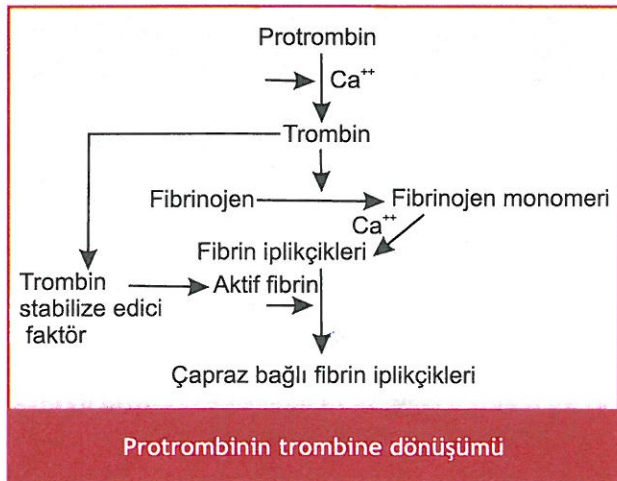 Protrombin
Ca⁺⁺
Trombin
Fibrinojen
Fibrinojen monomeri
Ca⁺⁺
Fibrin iplikçikleri
Trombin
stabilize edici
faktör
Aktif fibrin
Çapraz bağlı fibrin iplikçikleri
Protrombinin trombine dönüşümü